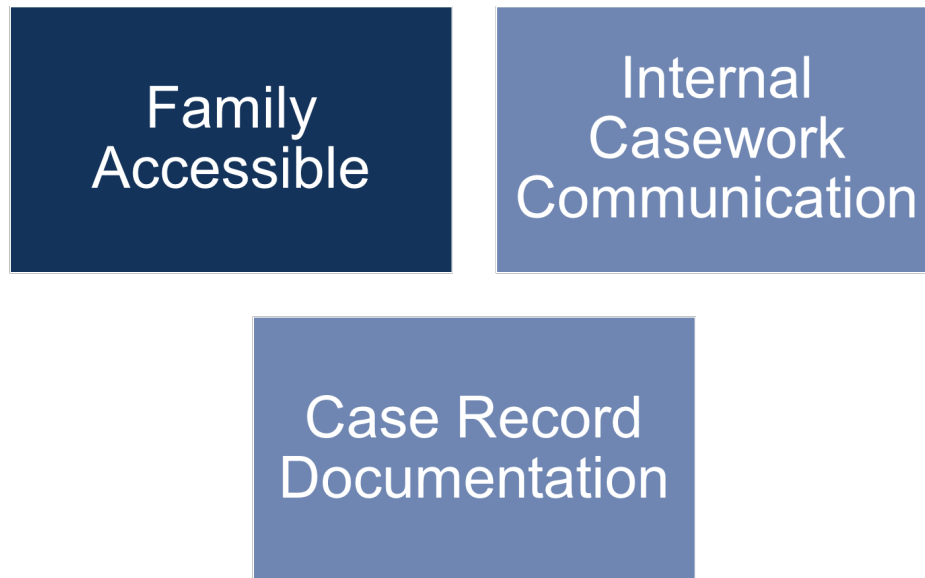 Family
Accessible
Internal
Casework
Communication
Case Record
Documentation